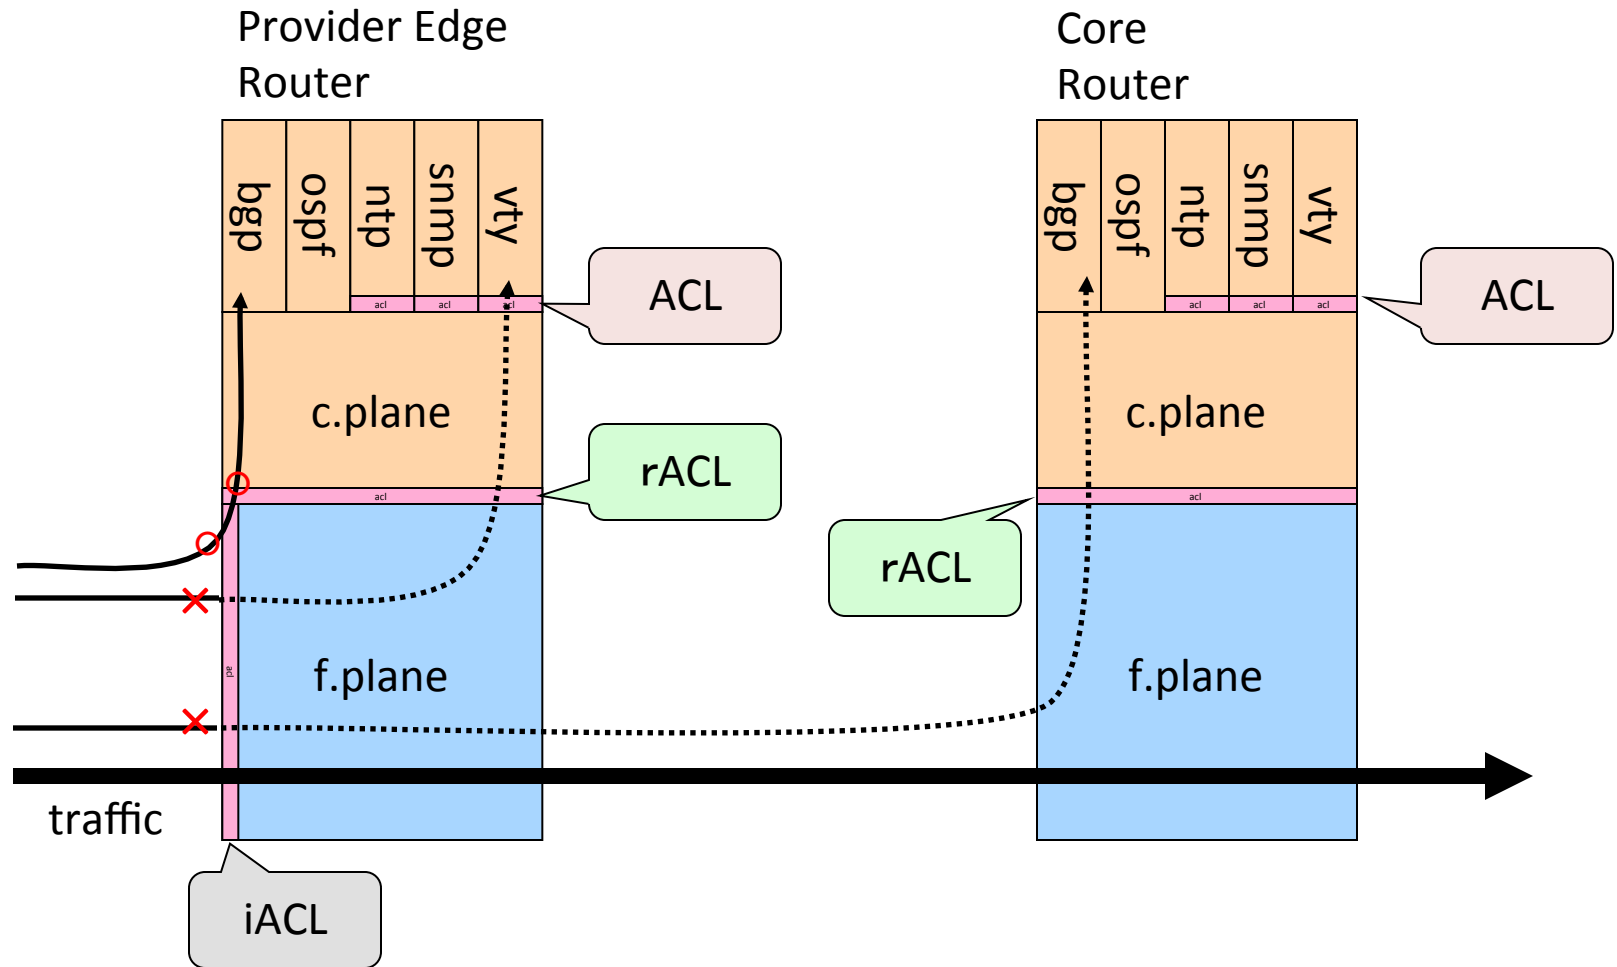 Provider Edge
Router
Core
Router
bgp
ospf
ntp
snmp
vty
acl
acl
acl
ACL
c.plane
acl
rACL
acl
f.plane
traffic
iACL
bgp
ospf
ntp
snmp
vty
acl
acl
acl
ACL
c.plane
acl
rACL
f.plane